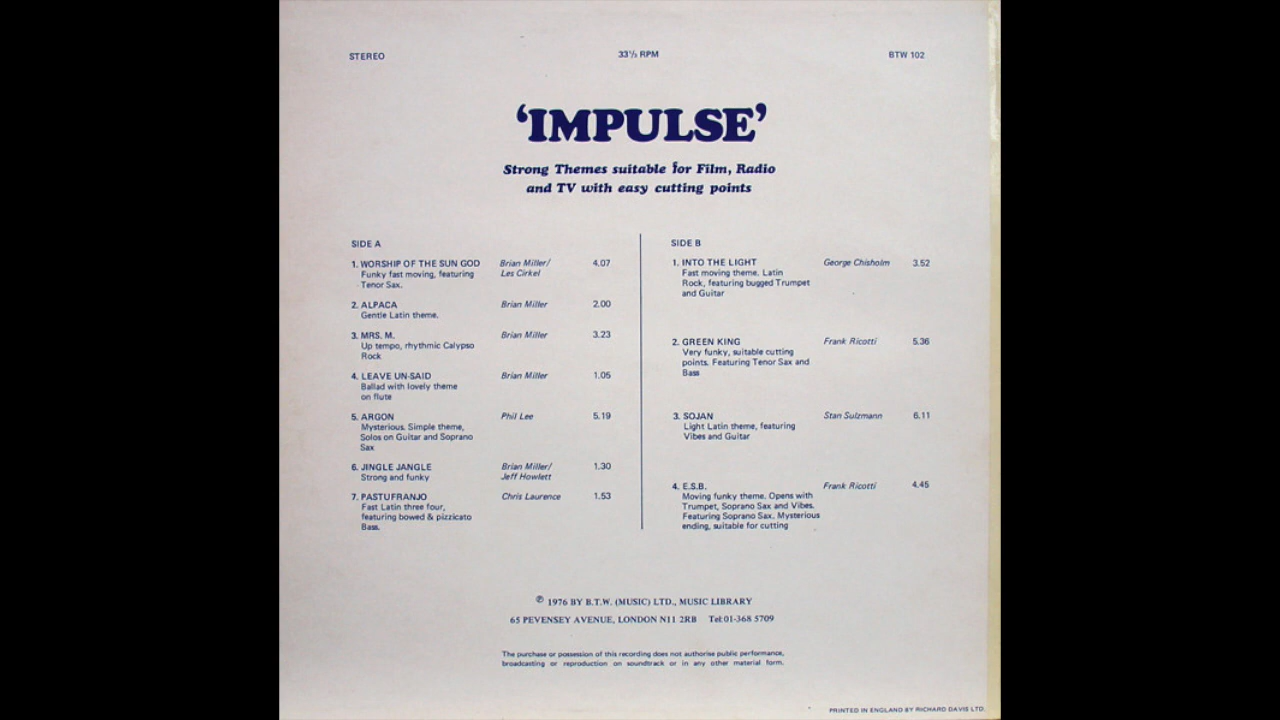 STEREO 33⅓ RPM BTW 102
‘IMPULSE’
Strong Themes suitable for Film, Radio
and TV with easy cutting points
SIDE A
1. WORSHIP OF THE SUN GOD Brian Miller/ 4.07
Funky fast moving, featuring Les Cirkel
Tenor Sax.
2. ALPACA Brian Miller 2.00
Gentle Latin theme.
3. MRS. M. Brian Miller 3.23
Up tempo, rhythmic Calypso
Rock
4. LEAVE UN-SAID Brian Miller 1.05
Ballad with lovely theme
on flute
5. ARGON Phil Lee 5.19
Mysterious. Simple theme,
Solos on Guitar and Soprano
Sax
6. JINGLE JANGLE Brian Miller/ 1.30
Strong and funky Jeff Howlett
7. PASTUFRANJO Chris Laurence 1.53
Fast Latin three four,
featuring bowed & pizzicato
Bass.
SIDE B
1. INTO THE LIGHT George Chisholm 3.52
Fast moving theme. Latin
Rock, featuring bugged Trumpet
and Guitar
2. GREEN KING Frank Ricotti 5.36
Very funky, suitable cutting
points. Featuring Tenor Sax and
Bass
3. SOJAN Stan Sulzmann 6.11
Light Latin theme, featuring
Vibes and Guitar
4. E.S.B. Frank Ricotti 4.45
Moving funky theme. Opens with
Trumpet, Soprano Sax and Vibes.
Featuring Soprano Sax. Mysterious
ending, suitable for cutting
℗ 1976 BY B.T.W. (MUSIC) LTD., MUSIC LIBRARY
65 PEVENSEY AVENUE, LONDON N11 2RB Tel:01-368 5709
The purchase or possession of this recording does not authorise public performance,
broadcasting or reproduction on soundtrack or in any other material form.
PRINTED IN ENGLAND BY RICHARD DAVIS LTD.